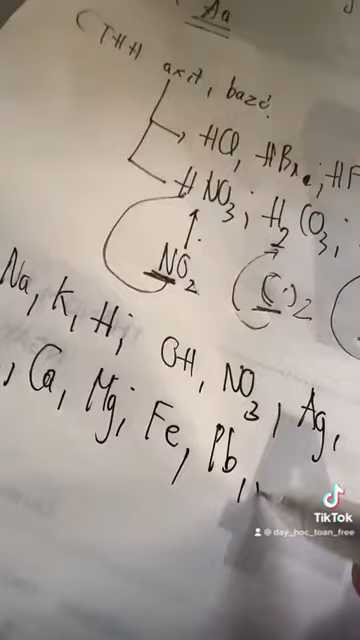 Aa
CTHH axit, bazơ.
HCl, HBr, HF
HNO3; H2CO3;
NO2 CO2
Na, K, H; OH, NO3, Ag,
, Ca, Mg, Fe, Pb,
TikTok
@day_hoc_toan_free